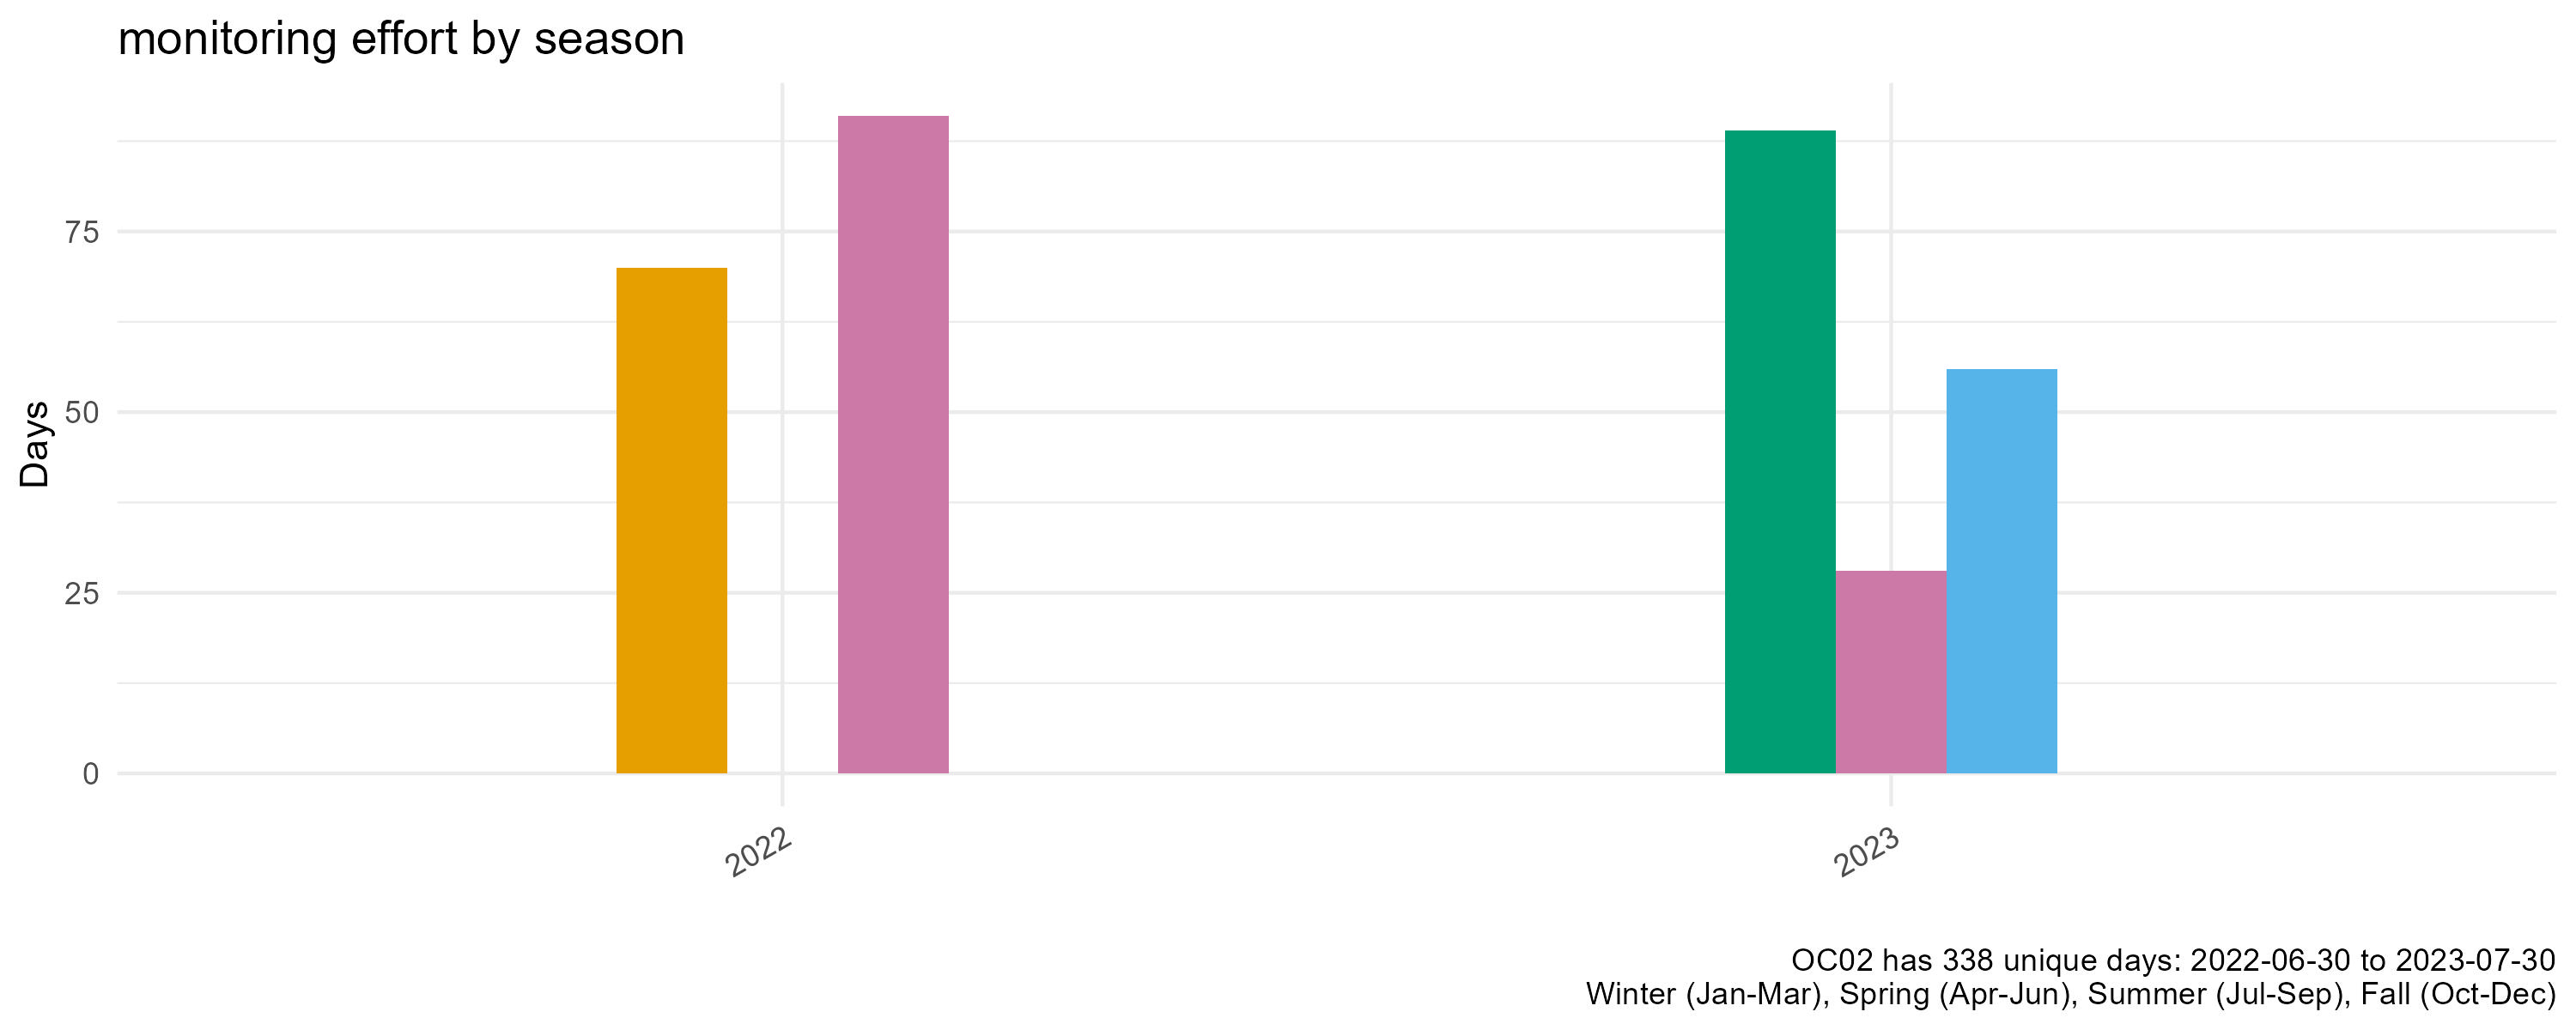 monitoring effort by season
Days
75
50
25
0
2022
2023
OC02 has 338 unique days: 2022-06-30 to 2023-07-30
Winter (Jan-Mar), Spring (Apr-Jun), Summer (Jul-Sep), Fall (Oct-Dec)